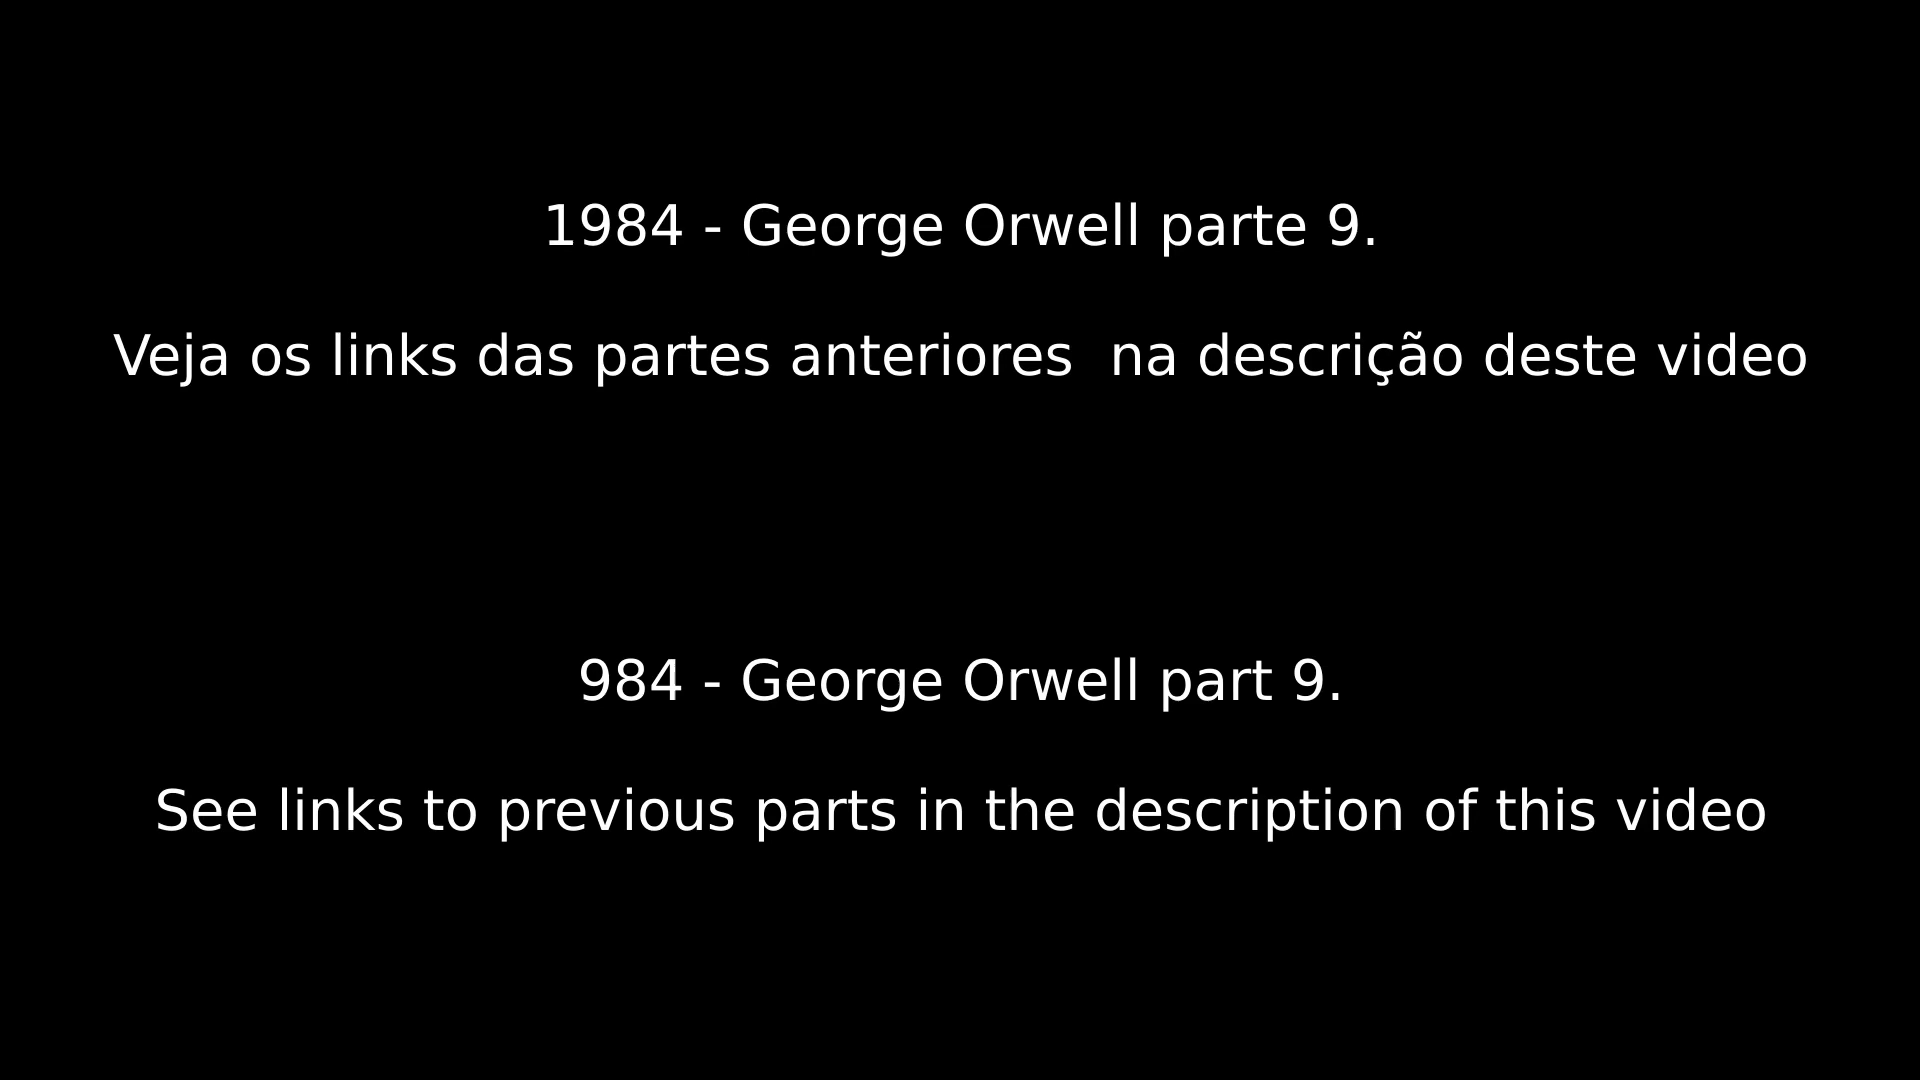 1984 - George Orwell parte 9.
Veja os links das partes anteriores  na descrição deste video
984 - George Orwell part 9.
See links to previous parts in the description of this video